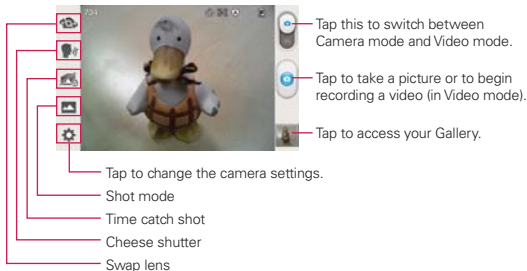 734
Tap this to switch between
Camera mode and Video mode.
Tap to take a picture or to begin
recording a video (in Video mode).
Tap to access your Gallery.
Tap to change the camera settings.
Shot mode
Time catch shot
Cheese shutter
Swap lens